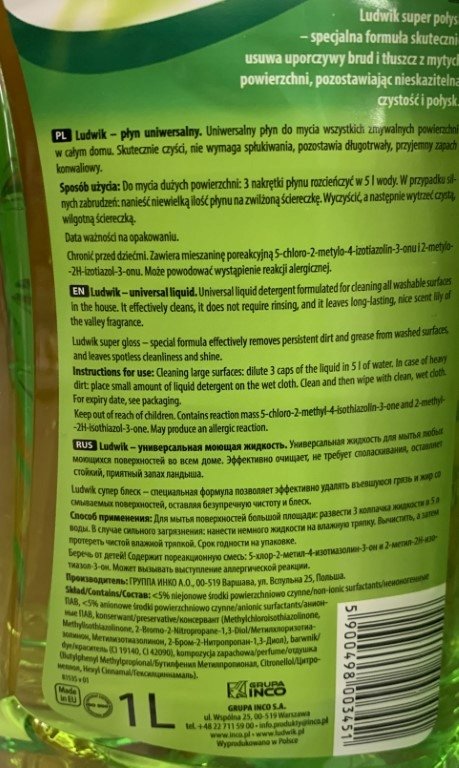 Ludwik super połys
– specjalna formuła skuteczni
usuwa uporczywy brud i tłuszcz z mytych
powierzchni, pozostawiając nieskazitelną
czystość i połysk.
PL Ludwik – płyn uniwersalny. Uniwersalny płyn do mycia wszystkich zmywalnych powierzchni
w całym domu. Skutecznie czyści, nie wymaga spłukiwania, pozostawia długotrwały, przyjemny zapach
konwaliowy.
Sposób użycia: Do mycia dużych powierzchni: 3 nakrętki płynu rozcieńczyć w 5 l wody. W przypadku sil-
nych zabrudzeń: nanieść niewielką ilość płynu na zwilżoną ściereczkę. Wyczyścić, a następnie wytrzeć czystą,
wilgotną ściereczką.
Data ważności na opakowaniu.
Chronić przed dziećmi. Zawiera mieszaninę poreakcyjną 5-chloro-2-metylo-4-izotiazolin-3-onu i 2-metylo-
-2H-izotiazol-3-onu. Może powodować wystąpienie reakcji alergicznej.
EN Ludwik – universal liquid. Universal liquid detergent formulated for cleaning all washable surfaces
in the house. It effectively cleans, it does not require rinsing, and it leaves long-lasting, nice scent lily of
the valley fragrance.
Ludwik super gloss – special formula effectively removes persistent dirt and grease from washed surfaces,
and leaves spotless cleanliness and shine.
Instructions for use: Cleaning large surfaces: dilute 3 caps of the liquid in 5 l of water. In case of heavy
dirt: place small amount of liquid detergent on the wet cloth. Clean and then wipe with clean, wet cloth.
For expiry date, see packaging.
Keep out of reach of children. Contains reaction mass 5-chloro-2-methyl-4-isothiazolin-3-one and 2-methyl-
-2H-isothiazol-3-one. May produce an allergic reaction.
RUS Ludwik – универсальная моющая жидкость. Универсальная жидкость для мытья любых
моющихся поверхностей во всем доме. Эффективно очищает, не требует споласкивания, оставляет
стойкий, приятный запах ландыша.
Ludwik супер блеск – специальная формула позволяет эффективно удалять въевшуюся грязь и жир со
смываемых поверхностей, оставляя безупречную чистоту и блеск.
Способ применения: Для мытья поверхностей большой площади: развести 3 колпачка жидкости в 5 л
воды. В случае сильного загрязнения: нанести немного жидкости на влажную тряпку. Вычистить, а затем
протереть чистой влажной тряпкой. Срок годности на упаковке.
Беречь от детей! Содержит пореакционную смесь: 5-хлор-2-метил-4-изотиазолин-3-он и 2-метил-2H-изо-
тиазол-3-он. Может вызывать выступление аллергической реакции.
Производитель: ГРУППА ИНКО А.О., 00-519 Варшава, ул. Вспульна 25, Польша.
Skład/Contains/Состав: <5% niejonowe środki powierzchniowo czynne/non-ionic surfactants/неионогенные
ПАВ, <5% anionowe środki powierzchniowo czynne/anionic surfactants/анион-
ные ПАВ, konserwant/preservative/консервант (Methylchloroisothiazolinone,
Methylisothiazolinone, 2-Bromo-2-Nitropropane-1,3-Diol/Метилхлоризотиа-
золинон, Метилизотиазолинон, 2-Бром-2-Нитропропан-1,3-Диол), barwnik/
dye/краситель (CI 19140, CI 42090), kompozycja zapachowa/perfume/отдушка
(Butylphenyl Methylpropional/Бутилфенил Метилпропионал, Citronellol/Цитро-
неллол, Hexyl Cinnamal/Гексилциннамаль).
81535 v 01
Made in EU
1 L
GRUPA
INCO
GRUPA INCO S.A.
ul. Wspólna 25, 00-519 Warszawa
tel. +48 22 711 59 00 • info.produkty@inco.pl
www.inco.pl • www.ludwik.pl
Wyprodukowano w Polsce
5 900498 003451